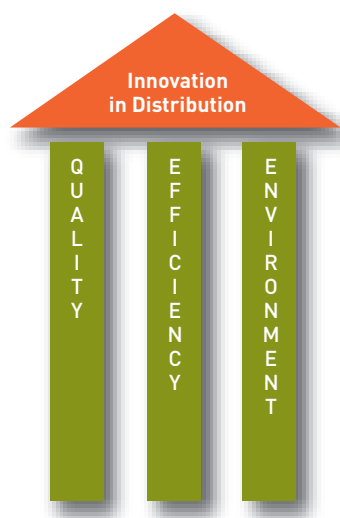 Innovation
in Distribution
QUALITY
EFFICIENCY
ENVIRONMENT